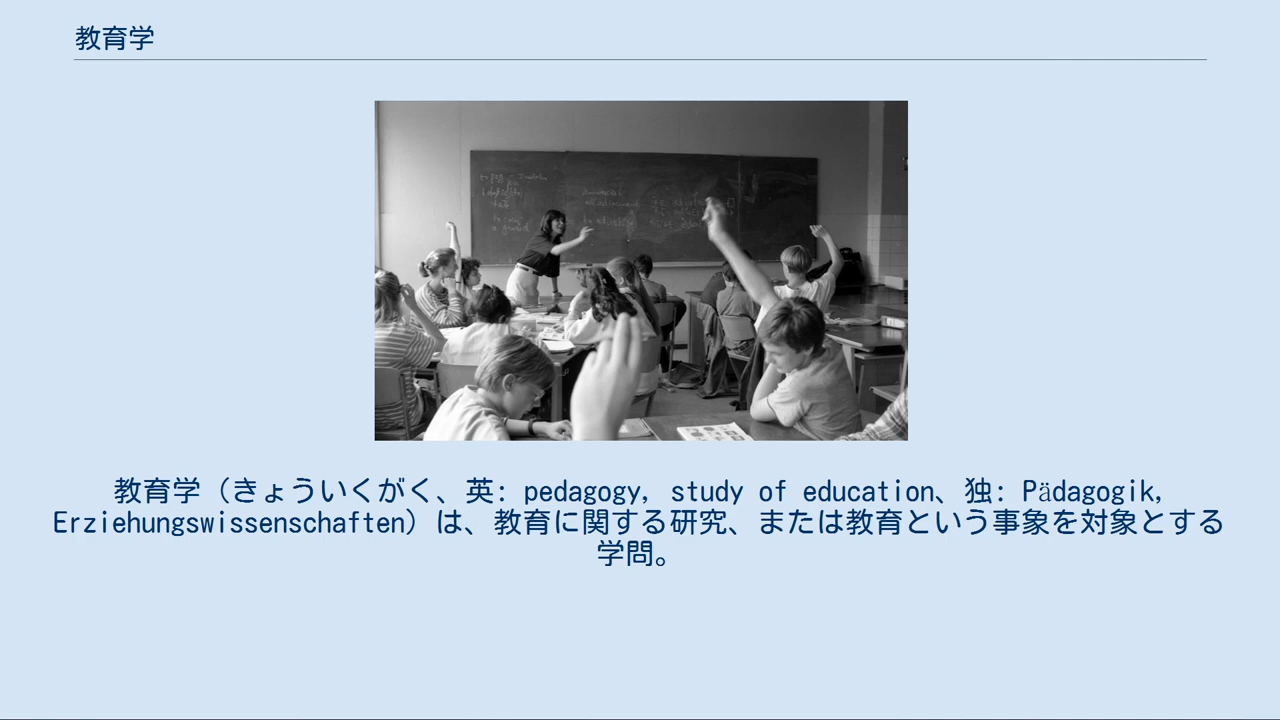 教育学
教育学（きょういくがく、英: pedagogy, study of education、独: Pädagogik,
Erziehungswissenschaften）は、教育に関する研究、または教育という事象を対象とする
学問。